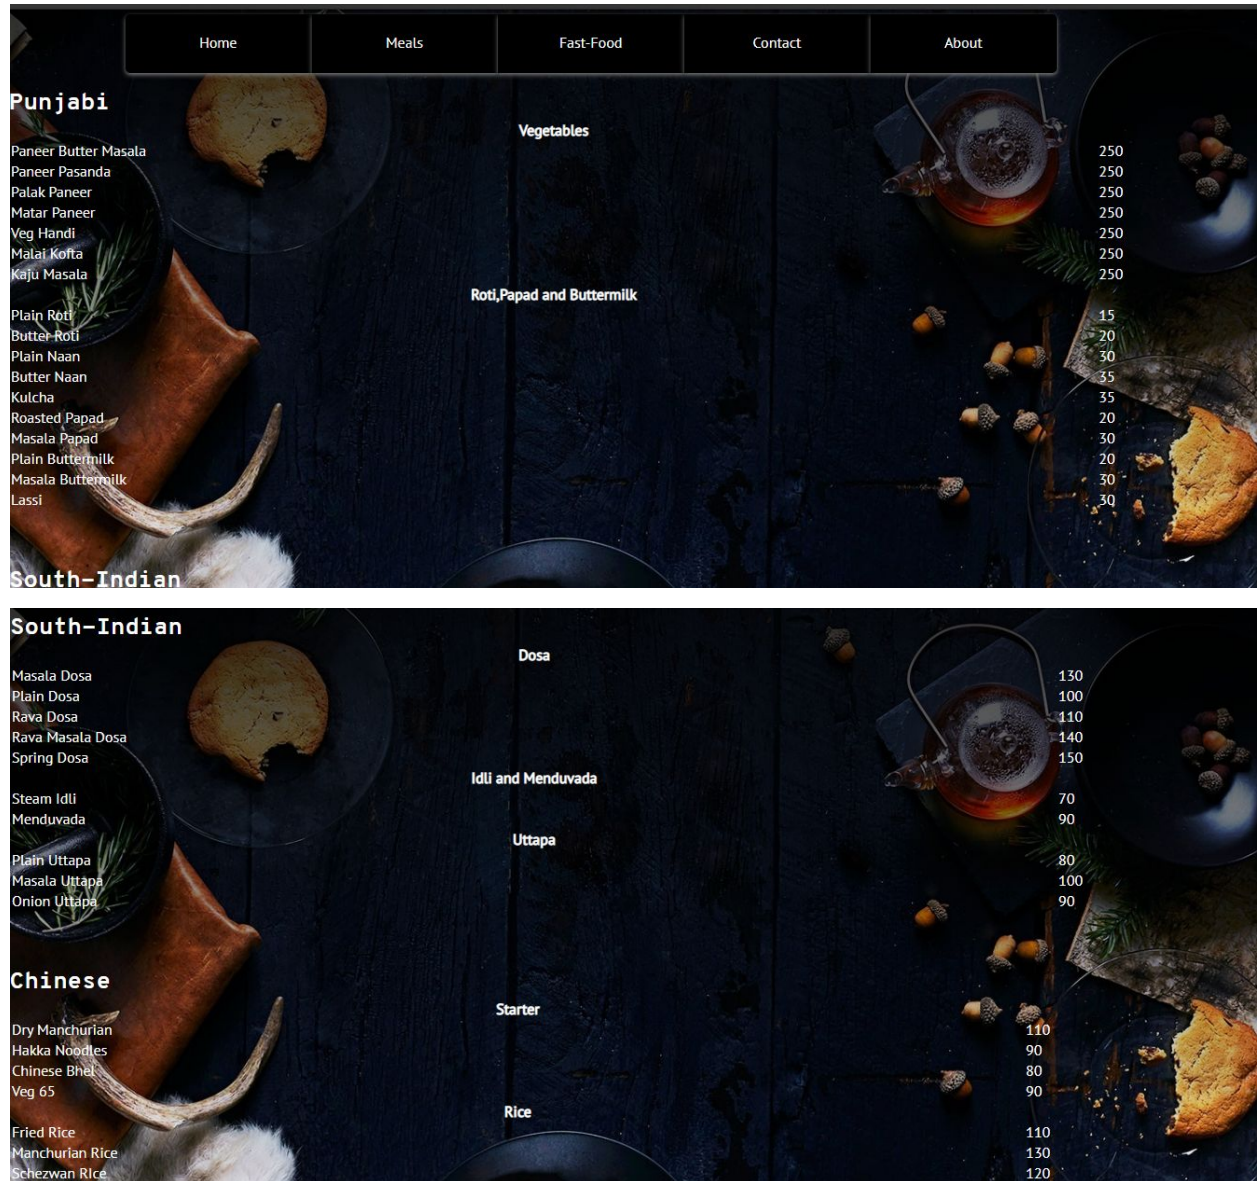 Home Meals Fast-Food Contact About
Punjabi
Vegetables
Paneer Butter Masala 250
Paneer Pasanda 250
Palak Paneer 250
Matar Paneer 250
Veg Handi 250
Malai Kofta 250
Kaju Masala 250
Roti,Papad and Buttermilk
Plain Roti 15
Butter Roti 20
Plain Naan 30
Butter Naan 35
Kulcha 35
Roasted Papad 20
Masala Papad 30
Plain Buttermilk 20
Masala Buttermilk 30
Lassi 30
South-Indian
South-Indian
Dosa
Masala Dosa 130
Plain Dosa 100
Rava Dosa 110
Rava Masala Dosa 140
Spring Dosa 150
Idli and Menduvada
Steam Idli 70
Menduvada 90
Uttapa
Plain Uttapa 80
Masala Uttapa 100
Onion Uttapa 90
Chinese
Starter
Dry Manchurian 110
Hakka Noodles 90
Chinese Bhel 80
Veg 65 90
Rice
Fried Rice 110
Manchurian Rice 130
Schezwan RIce 120